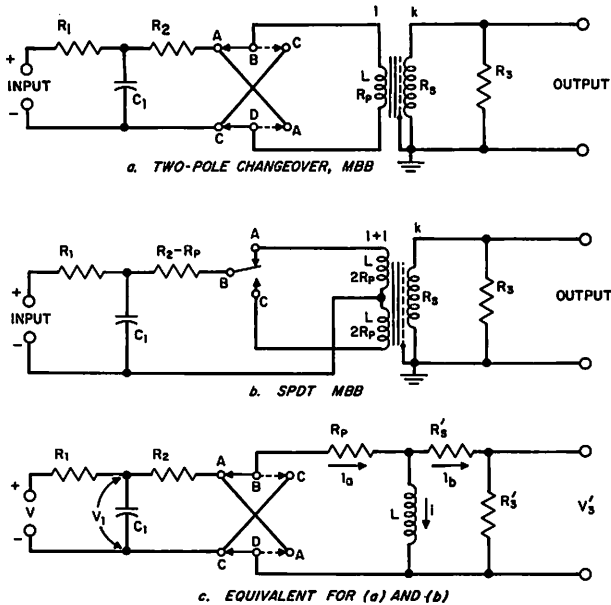 R1 R2 A B C 1 k
+ INPUT - C1 C D A L RP RS R3 OUTPUT
a. TWO-POLE CHANGEOVER, MBB
R1 R2-RP A B C 1+1 k
+ INPUT - C1 L 2RP L 2RP RS R3 OUTPUT
b. SPDT MBB
R1 R2 A B C RP Ia R'S Ib
+ V - V1 C1 C D A L i R'3 V'3
c. EQUIVALENT FOR (a) AND (b)